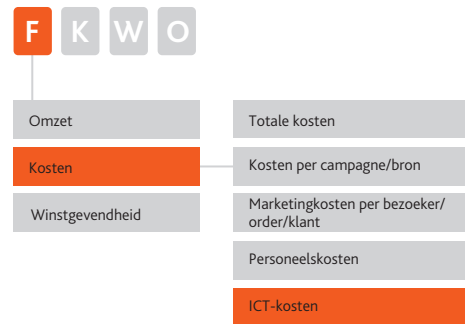 F K W O
Omzet
Kosten
Winstgevendheid
Totale kosten
Kosten per campagne/bron
Marketingkosten per bezoeker/
order/klant
Personeelskosten
ICT-kosten